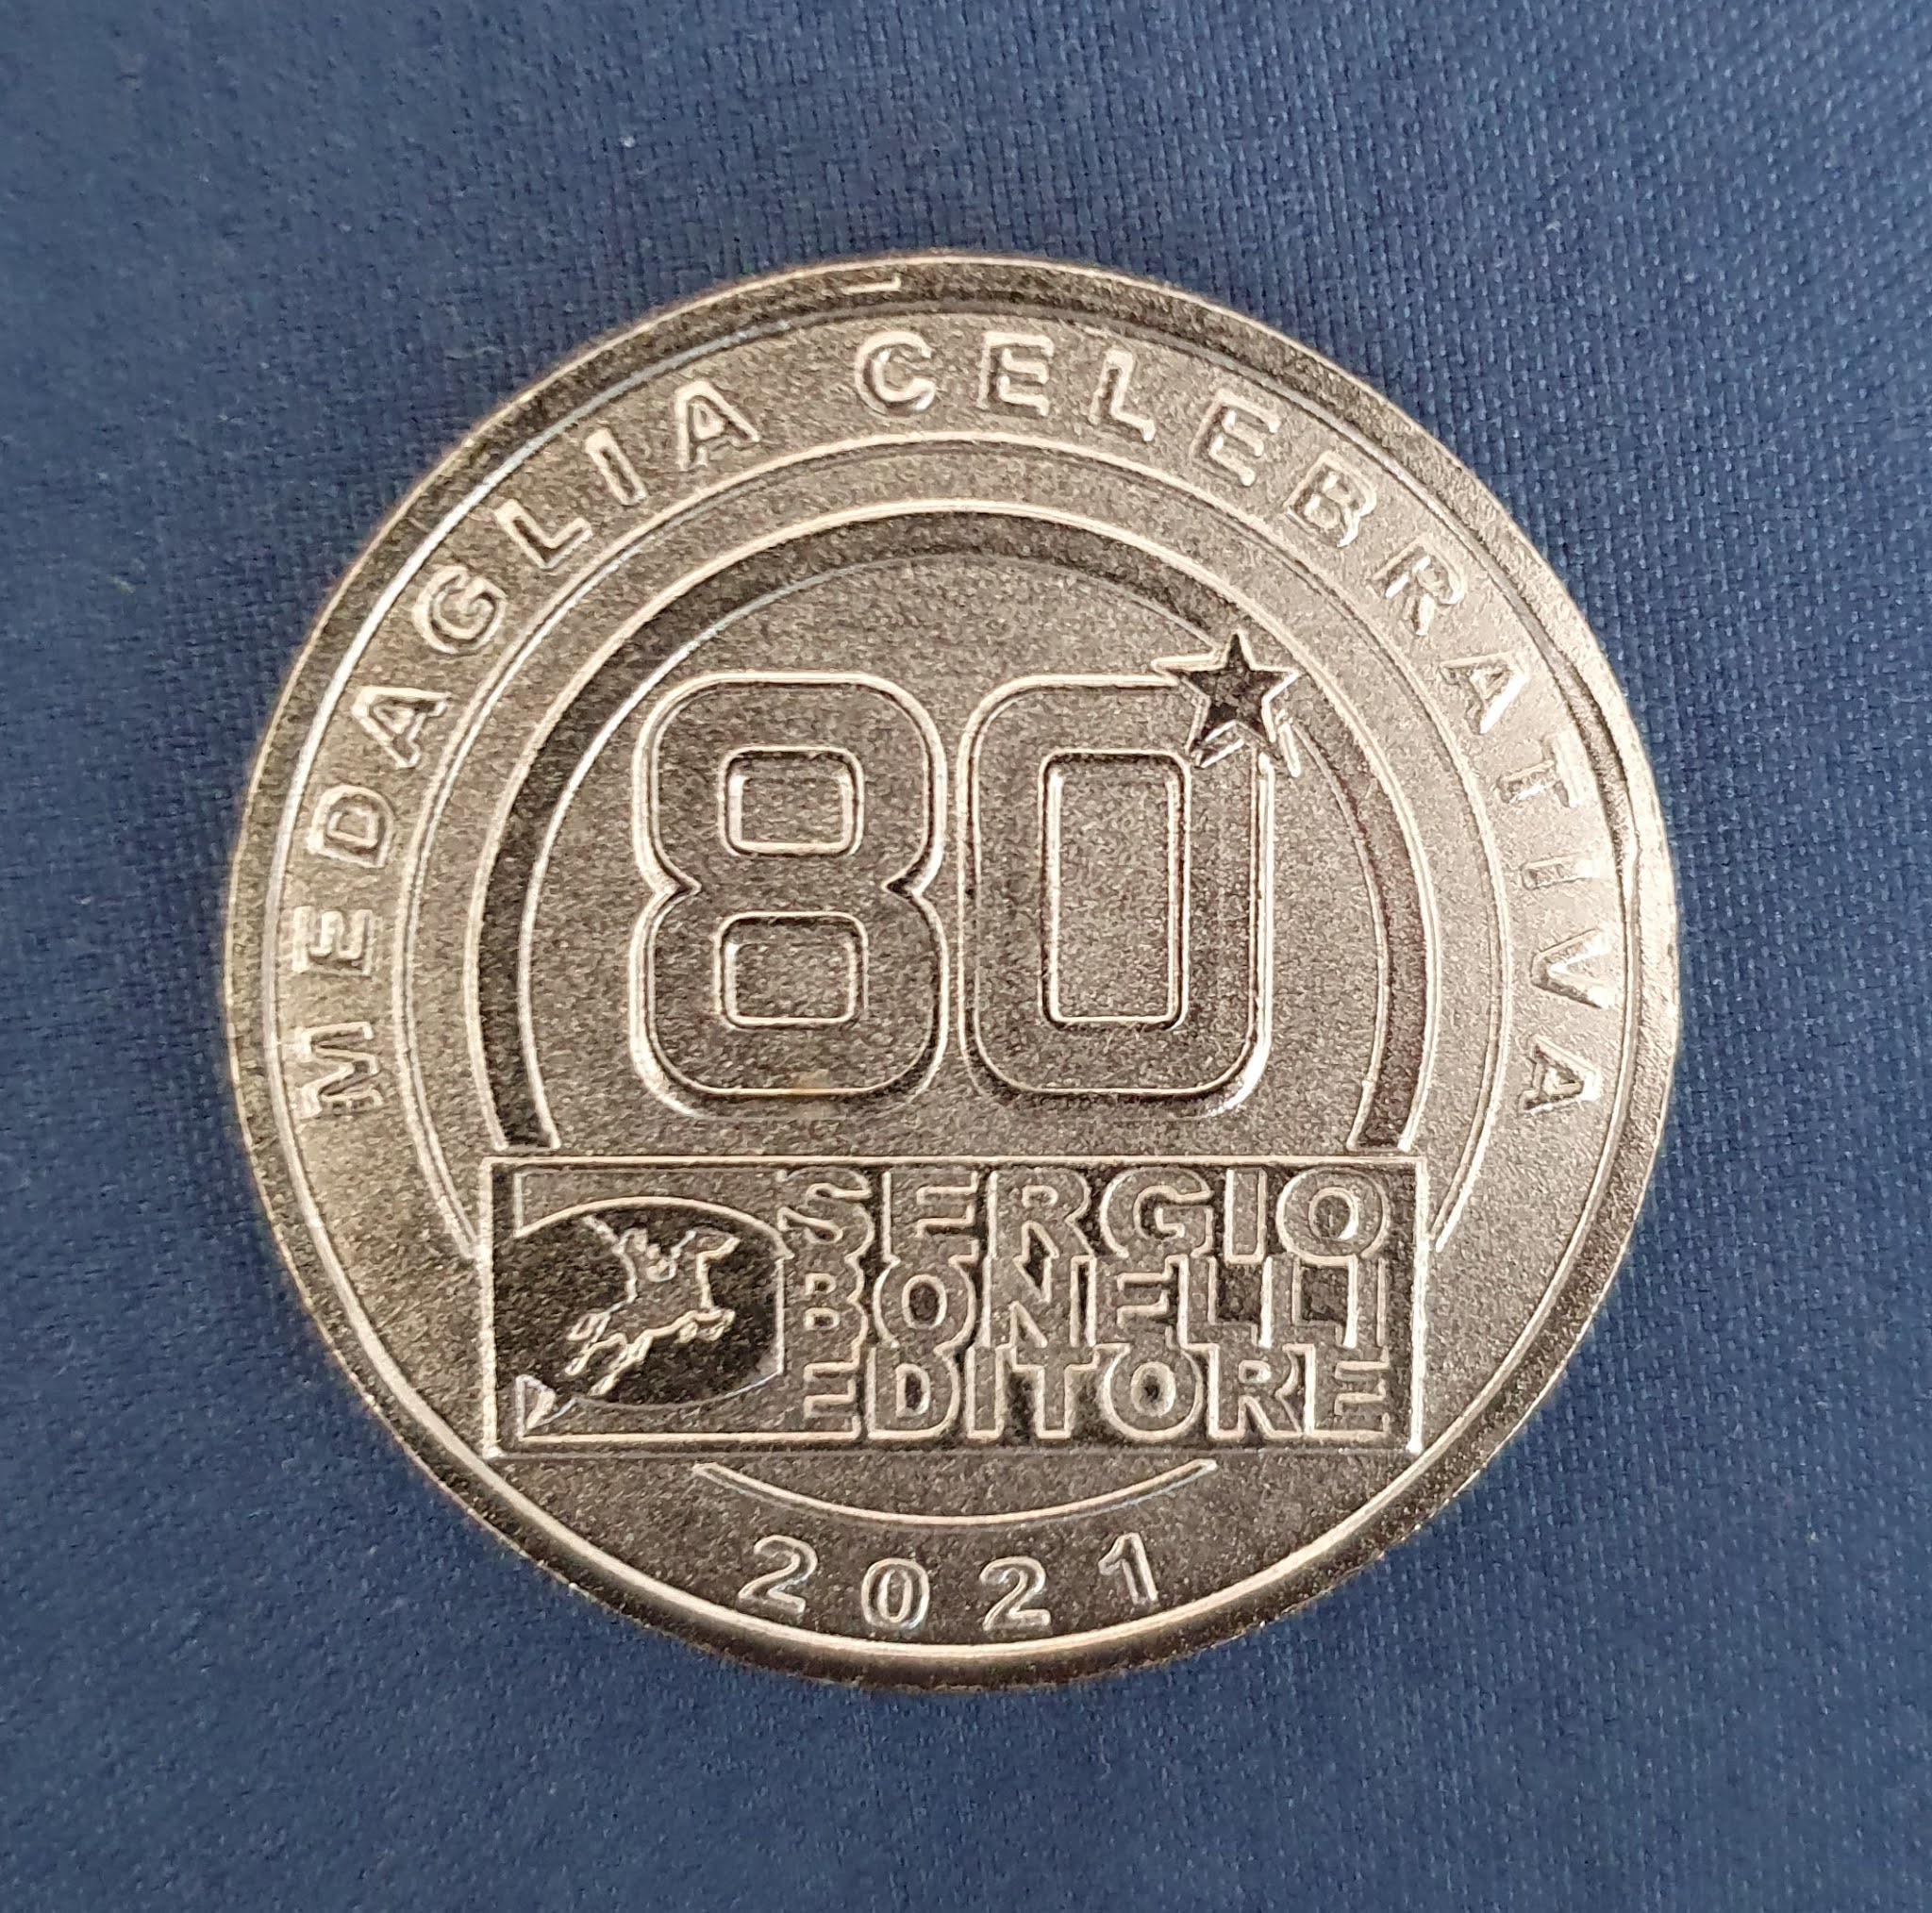 MEDAGLIA CELEBRATIVA
80
SERGIO
BONELLI
EDITORE
2021